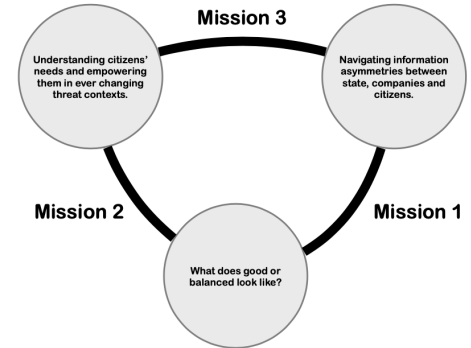 Mission 3
Understanding citizens'
needs and empowering
them in ever changing
threat contexts.
Navigating information
asymmetries between
state, companies and
citizens.
Mission 2
Mission 1
What does good or
balanced look like?